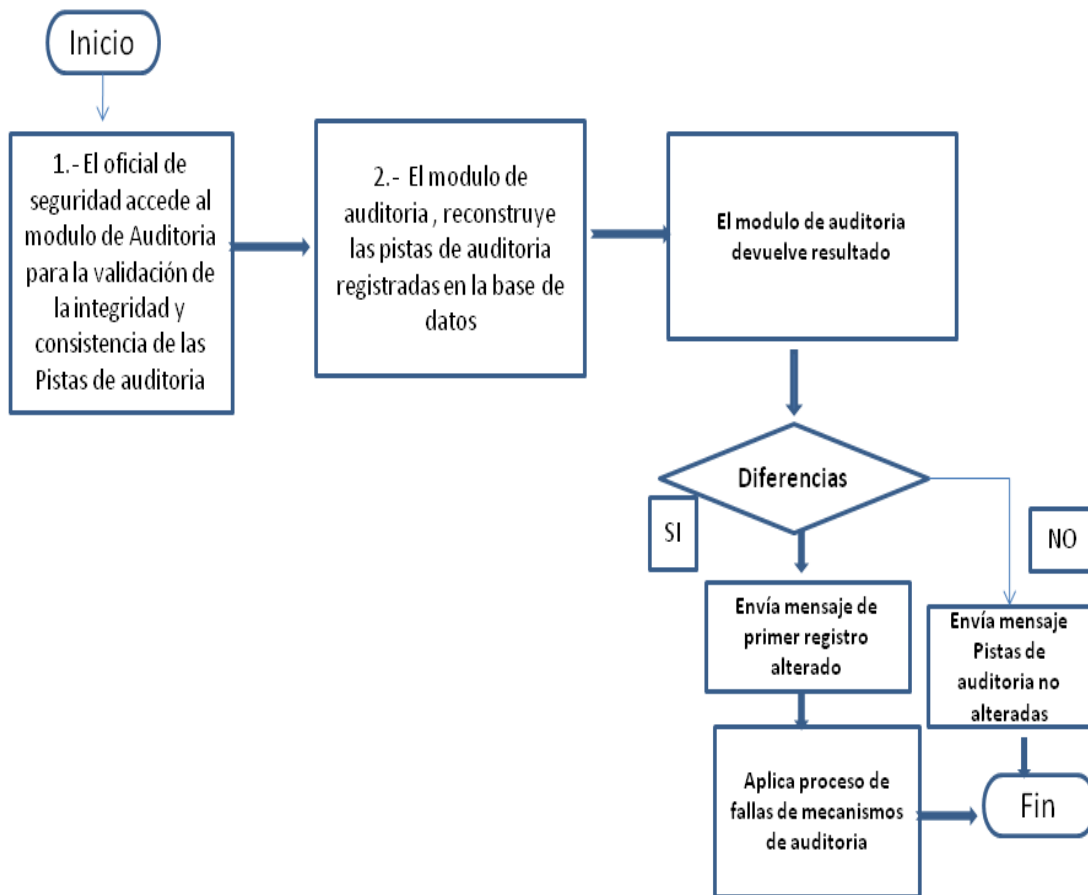 Inicio
1.- El oficial de
seguridad accede al
modulo de Auditoria
para la validación de
la integridad y
consistencia de las
Pistas de auditoria
2.- El modulo de
auditoria , reconstruye
las pistas de auditoria
registradas en la base de
datos
El modulo de auditoria
devuelve resultado
Diferencias
SI
NO
Envía mensaje de
primer registro
alterado
Envía mensaje
Pistas de
auditoria no
alteradas
Aplica proceso de
fallas de mecanismos
de auditoria
Fin